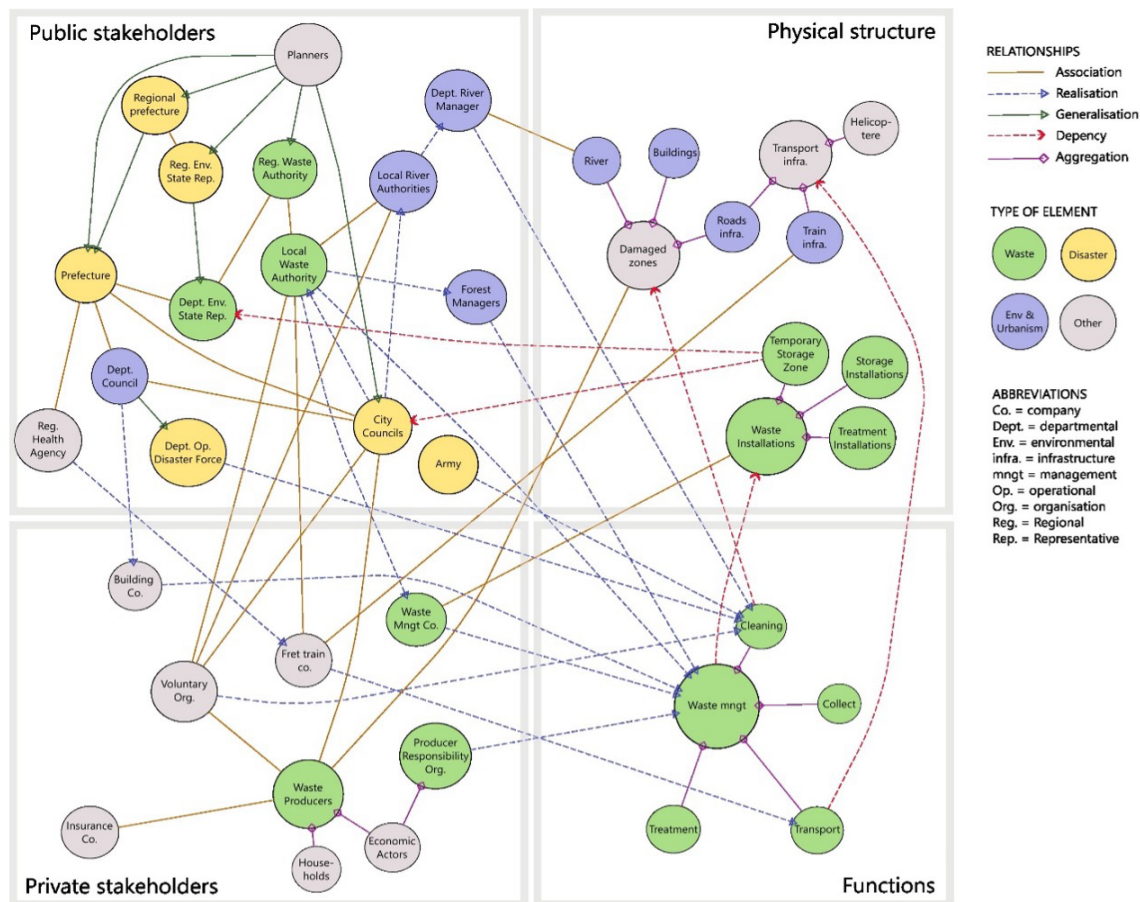 Public stakeholders
Planners
Regional
prefecture
Reg. Env.
State Rep.
Reg. Waste
Authority
Dept. River
Manager
Local River
Authorities
Prefecture
Local
Waste
Authority
Dept. Env.
State Rep.
Forest
Managers
Dept.
Council
Reg.
Health
Agency
Dept. Op.
Disaster Force
City
Councils
Army
Physical structure
River
Buildings
Transport
infra.
Helicop-
tere
Roads
infra.
Train
infra.
Damaged
zones
Temporary
Storage
Zone
Storage
Installations
Waste
Installations
Treatment
Installations
Building
Co.
Waste
Mngt Co.
Fret train
co.
Voluntary
Org.
Producer
Responsibility
Org.
Waste
Producers
Insurance
Co.
Economic
Actors
House-
holds
Private stakeholders
Cleaning
Waste mngt
Collect
Treatment
Transport
Functions
RELATIONSHIPS
Association
Realisation
Generalisation
Depency
Aggregation
TYPE OF ELEMENT
Waste
Disaster
Env &
Urbanism
Other
ABBREVIATIONS
Co. = company
Dept. = departmental
Env. = environmental
infra. = infrastructure
mngt = management
Op. = operational
Org. = organisation
Reg. = Regional
Rep. = Representative